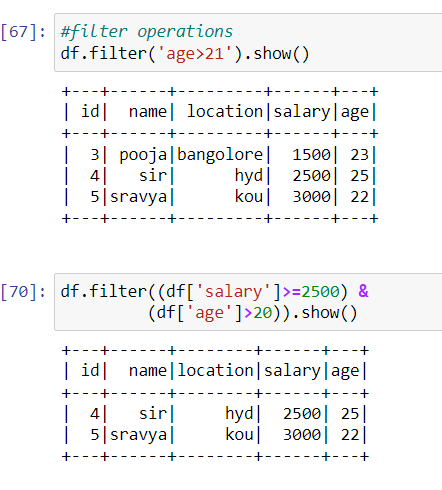 [67]: #filter operations
df.filter('age>21').show()
+---+------+---------+------+---+
| id|  name| location|salary|age|
+---+------+---------+------+---+
|  3| pooja|bangolore|  1500| 23|
|  4|   sir|      hyd|  2500| 25|
|  5|sravya|      kou|  3000| 22|
+---+------+---------+------+---+
[70]: df.filter((df['salary']>=2500) &
(df['age']>20)).show()
+---+------+--------+------+---+
| id|  name|location|salary|age|
+---+------+--------+------+---+
|  4|   sir|     hyd|  2500| 25|
|  5|sravya|     kou|  3000| 22|
+---+------+--------+------+---+